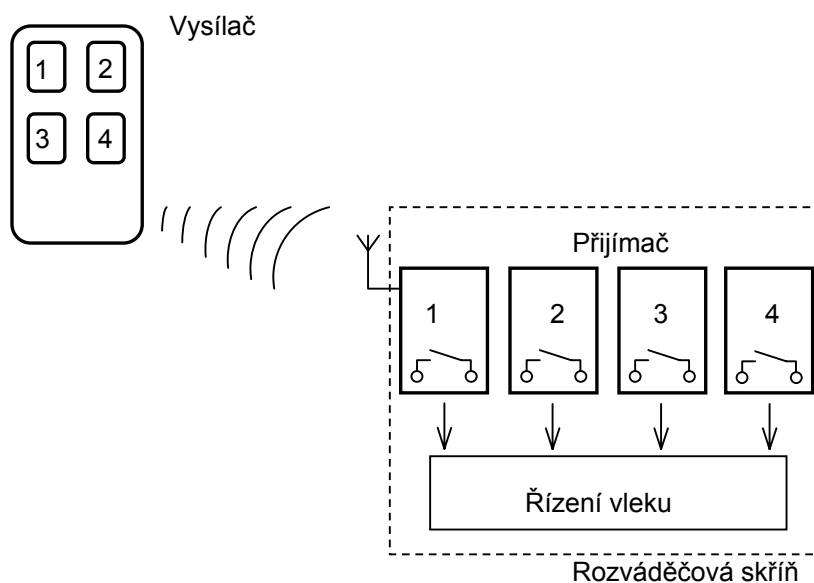 Vysílač
1 2
3 4
Přijímač
1 2 3 4
Řízení vleku
Rozváděčová skříň